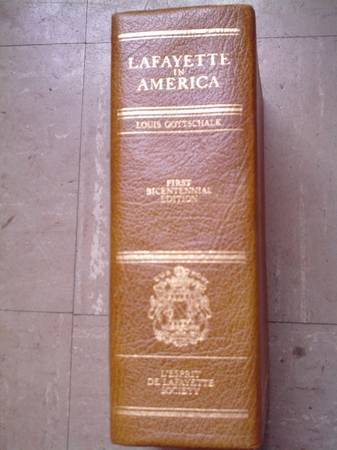 LAFAYETTE
IN
AMERICA
LOUIS GOTTSCHALK
FIRST
BICENTENNIAL
EDITION
L'ESPRIT
DE LAFAYETTE
SOCIETY